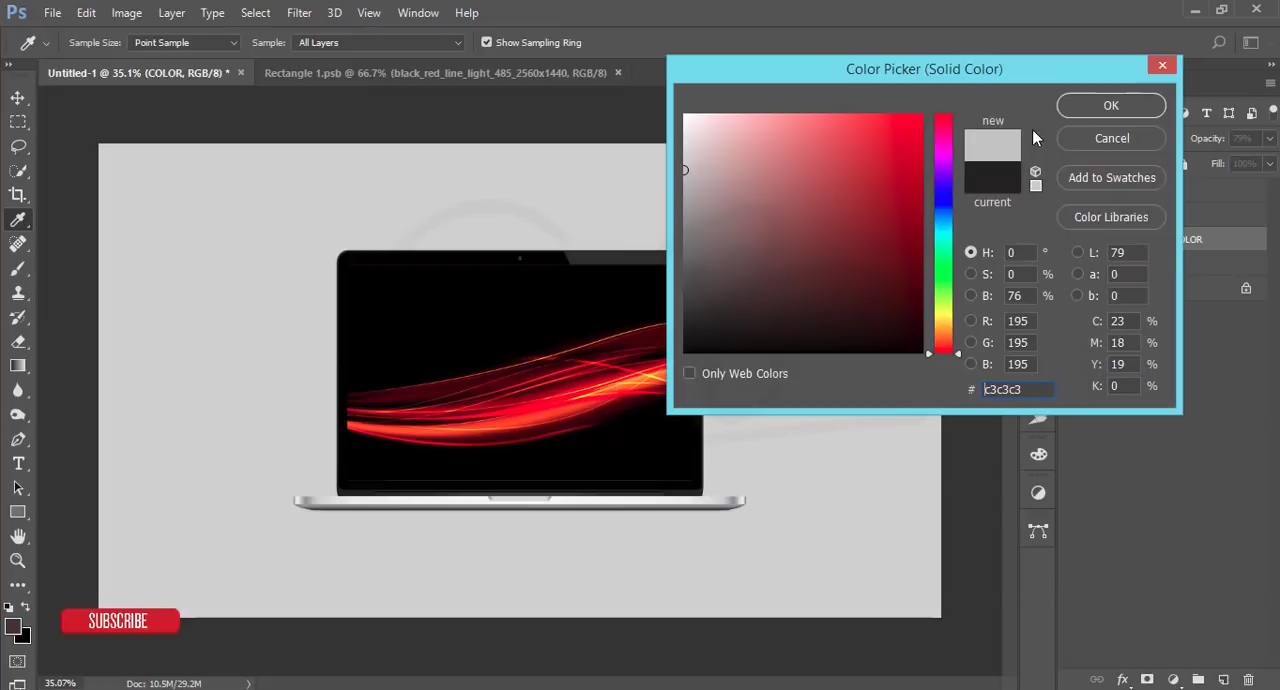 Ps File Edit Image Layer Type Select Filter 3D View Window Help
Sample Size: Point Sample Sample: All Layers Show Sampling Ring
Untitled-1 @ 35.1% (COLOR, RGB/8) * × Rectangle 1.psb @ 66.7% (black_red_line_light_485_2560x1440, RGB/8) ×
Color Picker (Solid Color)
new
OK
Cancel
Add to Swatches
current
Color Libraries
H: 0 ° L: 79
S: 0 % a: 0
B: 76 % b: 0
R: 195 C: 23 %
G: 195 M: 18 %
B: 195 Y: 19 %
# c3c3c3 K: 0 %
Only Web Colors
Opacity: 79%
Fill: 100%
OLOR
SUBSCRIBE
35.07% Doc: 10.5M/29.2M